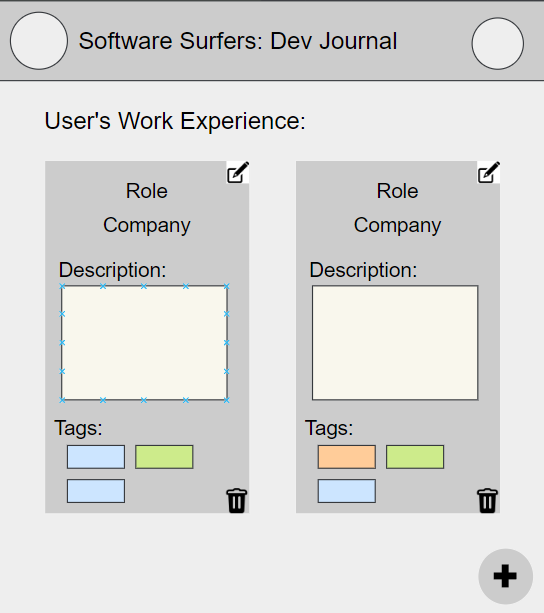 Software Surfers: Dev Journal
User's Work Experience:
Role
Company
Description:
Tags:
Role
Company
Description:
Tags: